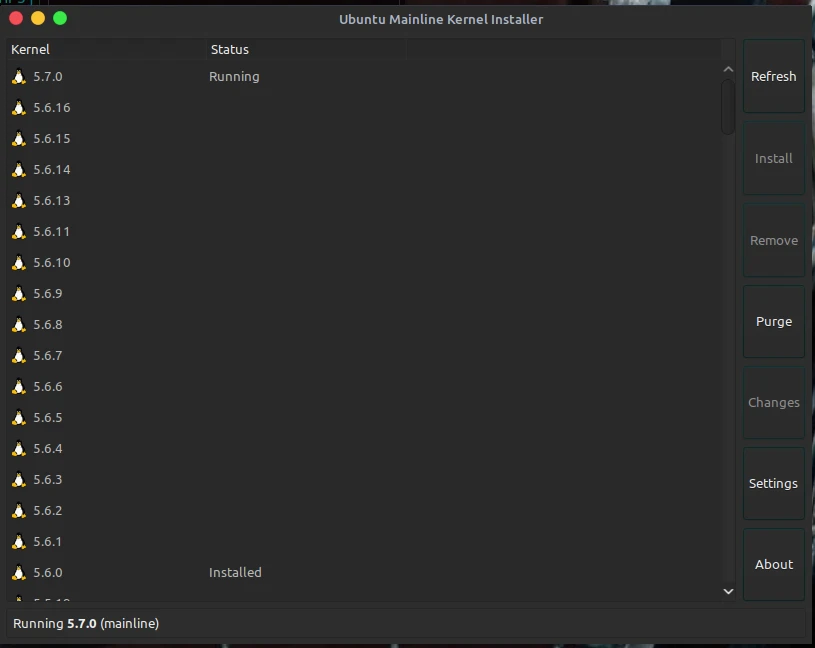 Ubuntu Mainline Kernel Installer
Kernel Status
5.7.0 Running
5.6.16
5.6.15
5.6.14
5.6.13
5.6.11
5.6.10
5.6.9
5.6.8
5.6.7
5.6.6
5.6.5
5.6.4
5.6.3
5.6.2
5.6.1
5.6.0 Installed
Refresh
Install
Remove
Purge
Changes
Settings
About
Running 5.7.0 (mainline)